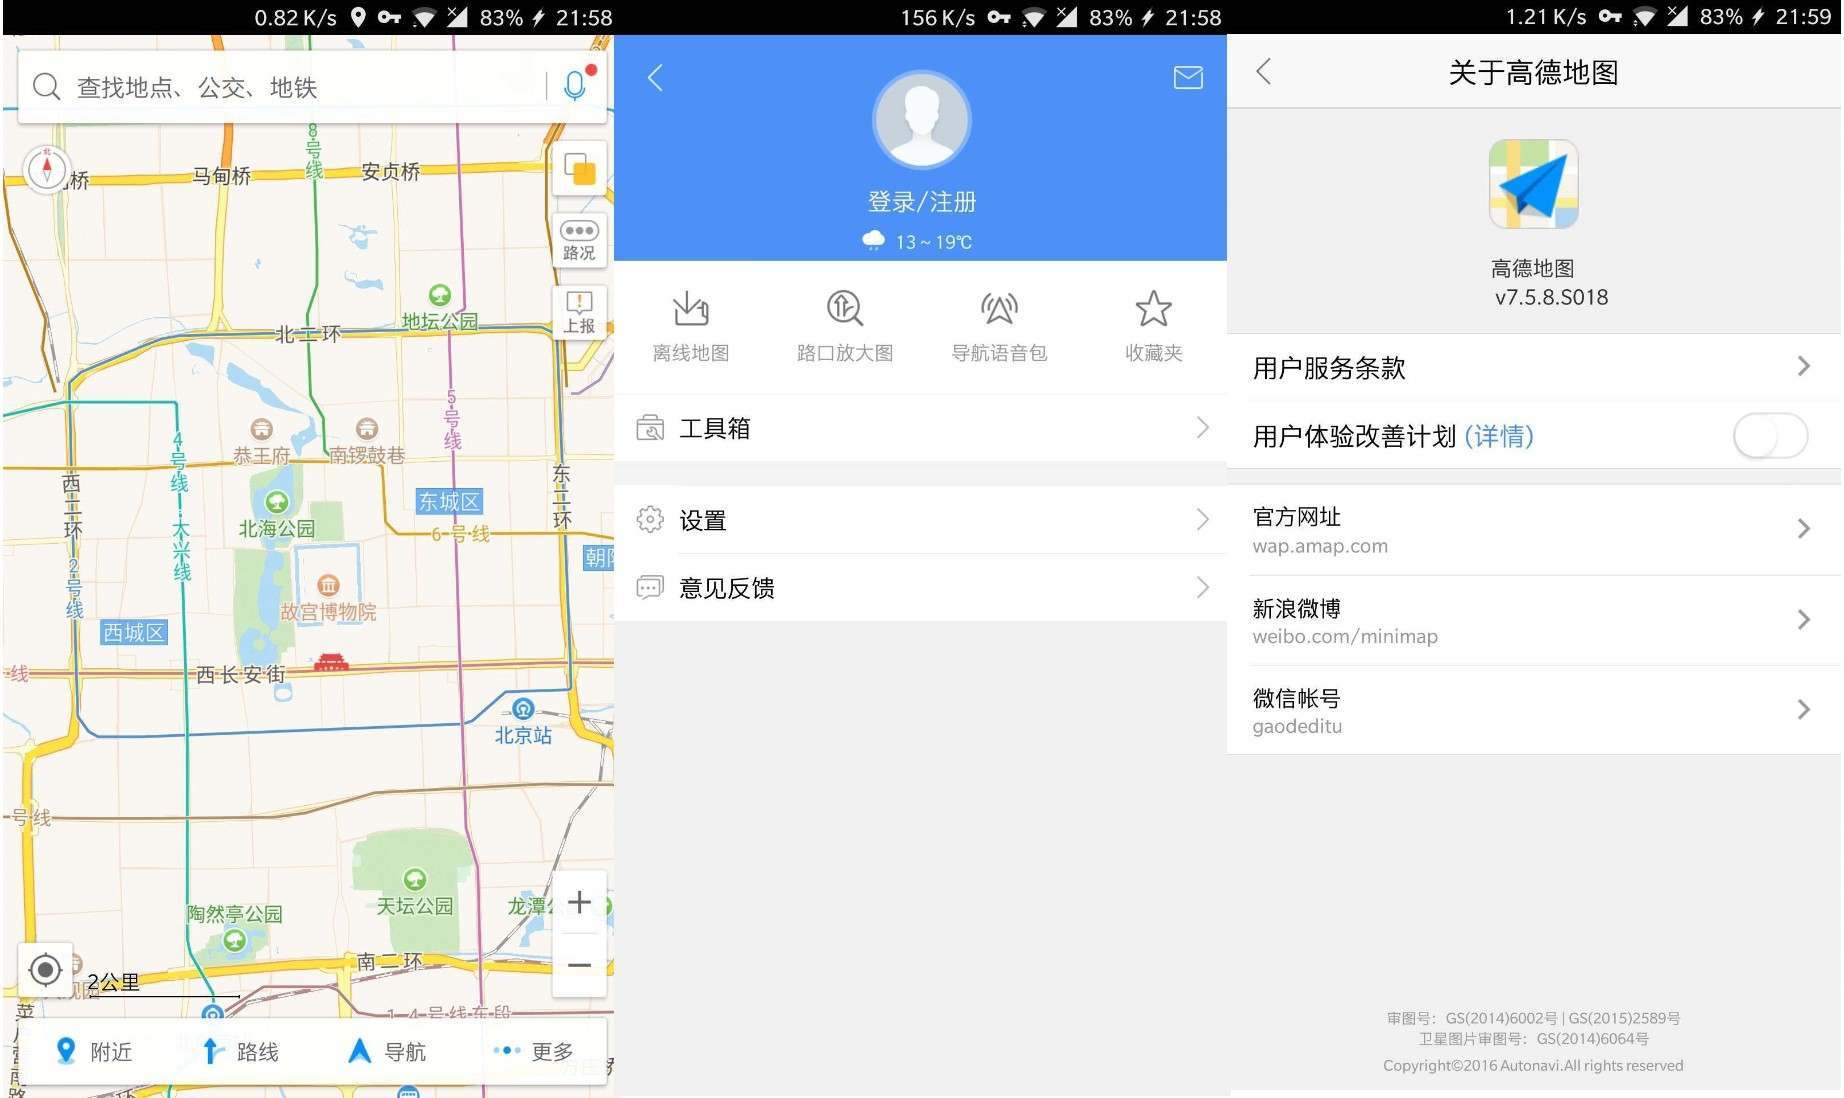 0.82 K/s 83% 21:58
查找地点、公交、地铁
8号线
北
桥
马甸桥
安贞桥
路况
上报
地坛公园
北二环
5号线
4号线·大兴线
恭王府
南锣鼓巷
西二环
东二环
东城区
北海公园
6号线
朝阳
2号线
故宫博物院
西城区
线
西长安街
北京站
号线
陶然亭公园
天坛公园
龙潭公
南二环
2公里
14号线东段
附近
路线
导航
更多
156 K/s 83% 21:58
登录/注册
13~19℃
离线地图
路口放大图
导航语音包
收藏夹
工具箱
设置
意见反馈
1.21 K/s 83% 21:59
关于高德地图
高德地图
v7.5.8.S018
用户服务条款
用户体验改善计划 (详情)
官方网址
wap.amap.com
新浪微博
weibo.com/minimap
微信帐号
gaodeditu
审图号：GS(2014)6002号 | GS(2015)2589号
卫星图片审图号：GS(2014)6064号
Copyright©2016 Autonavi.All rights reserved